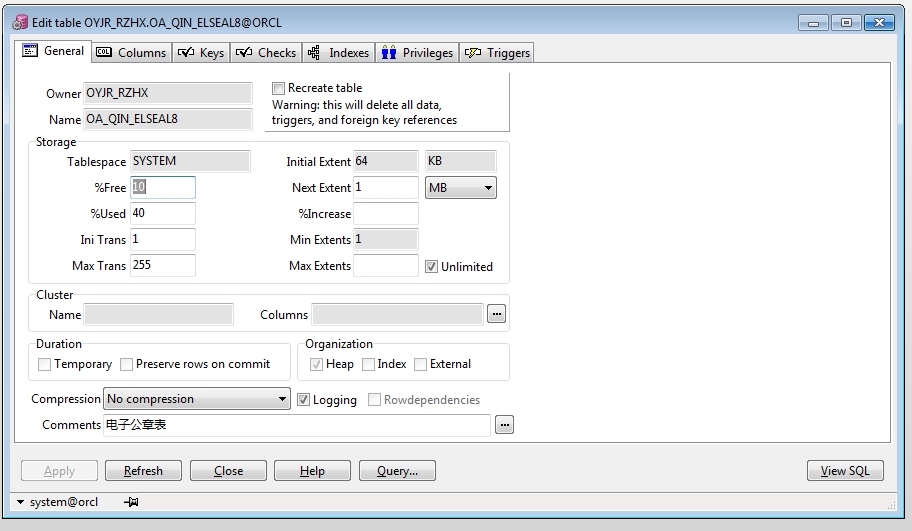 Edit table OYJR_RZHX.OA_QIN_ELSEAL8@ORCL
General Columns Keys Checks Indexes Privileges Triggers
Owner OYJR_RZHX
Recreate table
Name OA_QIN_ELSEAL8
Warning: this will delete all data,
triggers, and foreign key references
Storage
Tablespace SYSTEM Initial Extent 64 KB
%Free 10 Next Extent 1 MB
%Used 40 %Increase
Ini Trans 1 Min Extents 1
Max Trans 255 Max Extents Unlimited
Cluster
Name Columns ...
Duration Organization
Temporary Preserve rows on commit Heap Index External
Compression No compression Logging Rowdependencies
Comments 电子公章表 ...
Apply Refresh Close Help Query... View SQL
system@orcl